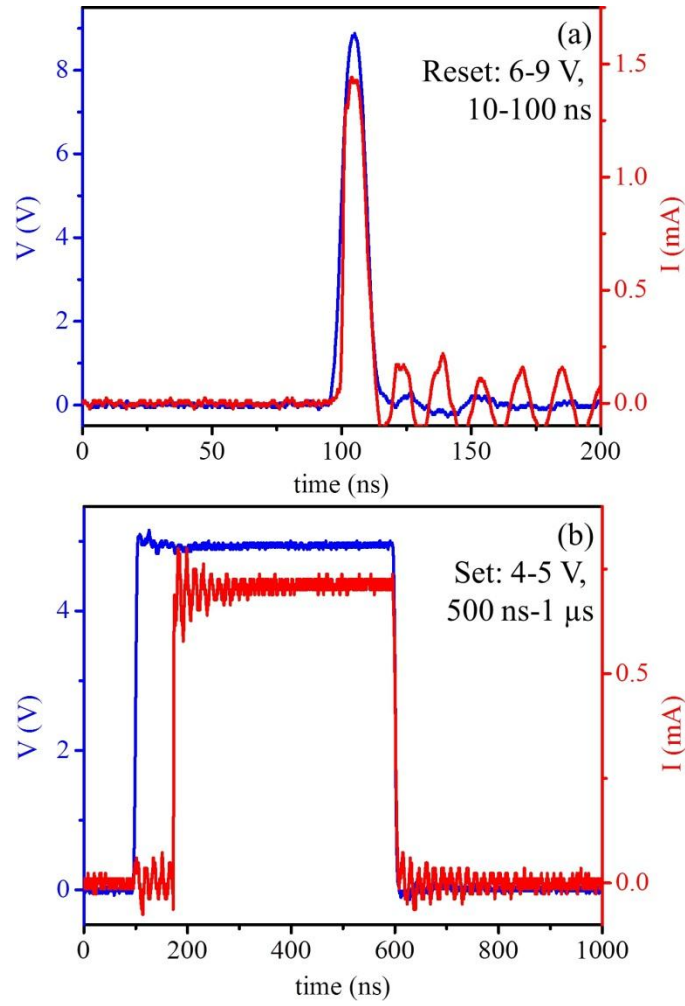 (a)
Reset: 6-9 V,
10-100 ns
8
6
4
2
0
V (V)
1.5
1.0
0.5
0.0
I (mA)
0 50 100 150 200
time (ns)
(b)
Set: 4-5 V,
500 ns-1 μs
4
2
0
V (V)
0.5
0.0
I (mA)
0 200 400 600 800 1000
time (ns)